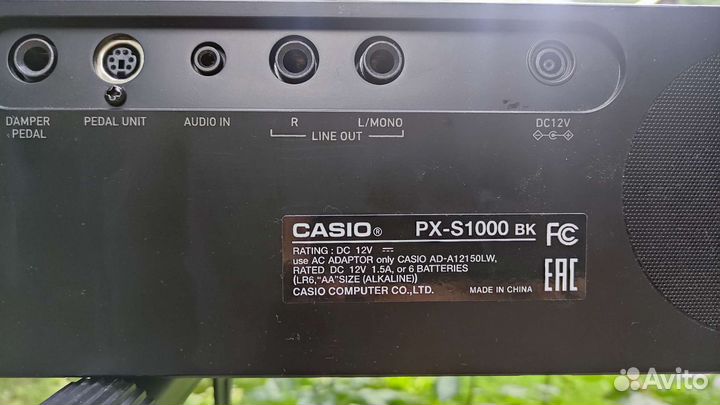 DAMPER PEDAL
PEDAL UNIT
AUDIO IN
R
L/MONO
LINE OUT
DC12V
CASIO® PX-S1000 BK FC
RATING : DC 12V
use AC ADAPTOR only CASIO AD-A12150LW,
RATED DC 12V 1.5A, or 6 BATTERIES
(LR6,"AA"SIZE (ALKALINE))
CASIO COMPUTER CO.,LTD. MADE IN CHINA
EAC
Avito